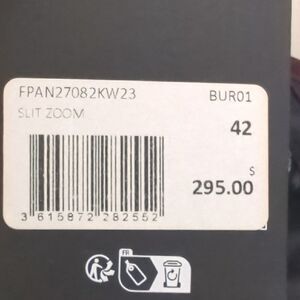 FPAN27082KW23 BUR01
SLIT ZOOM
42
$
295.00
3 615872 282552
FR